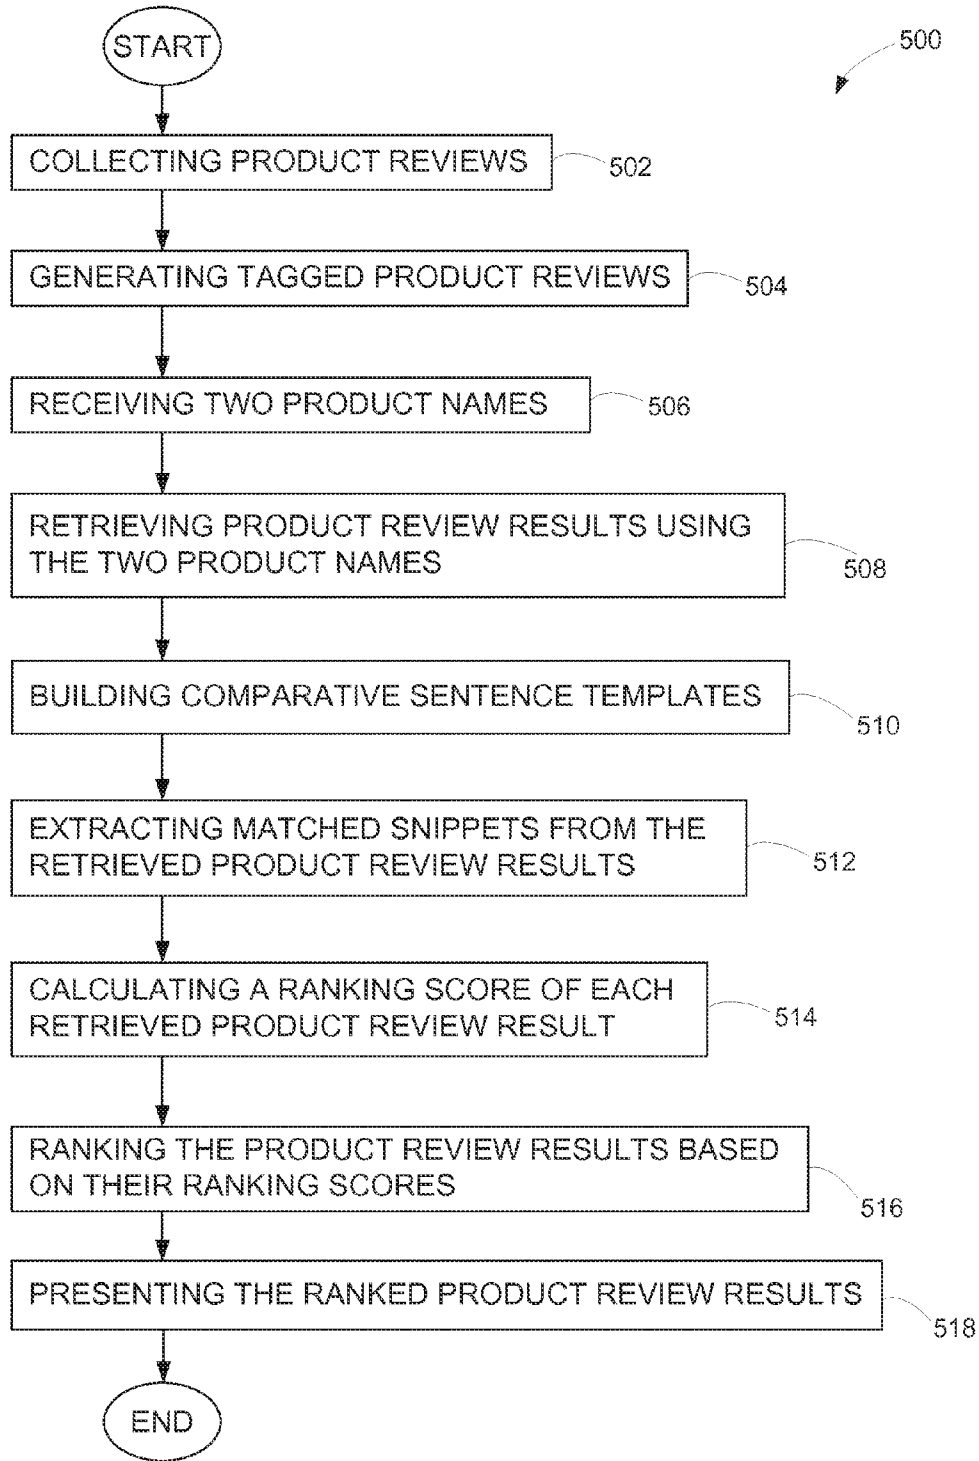 START
500
COLLECTING PRODUCT REVIEWS
502
GENERATING TAGGED PRODUCT REVIEWS
504
RECEIVING TWO PRODUCT NAMES
506
RETRIEVING PRODUCT REVIEW RESULTS USING
THE TWO PRODUCT NAMES
508
BUILDING COMPARATIVE SENTENCE TEMPLATES
510
EXTRACTING MATCHED SNIPPETS FROM THE
RETRIEVED PRODUCT REVIEW RESULTS
512
CALCULATING A RANKING SCORE OF EACH
RETRIEVED PRODUCT REVIEW RESULT
514
RANKING THE PRODUCT REVIEW RESULTS BASED
ON THEIR RANKING SCORES
516
PRESENTING THE RANKED PRODUCT REVIEW RESULTS
518
END